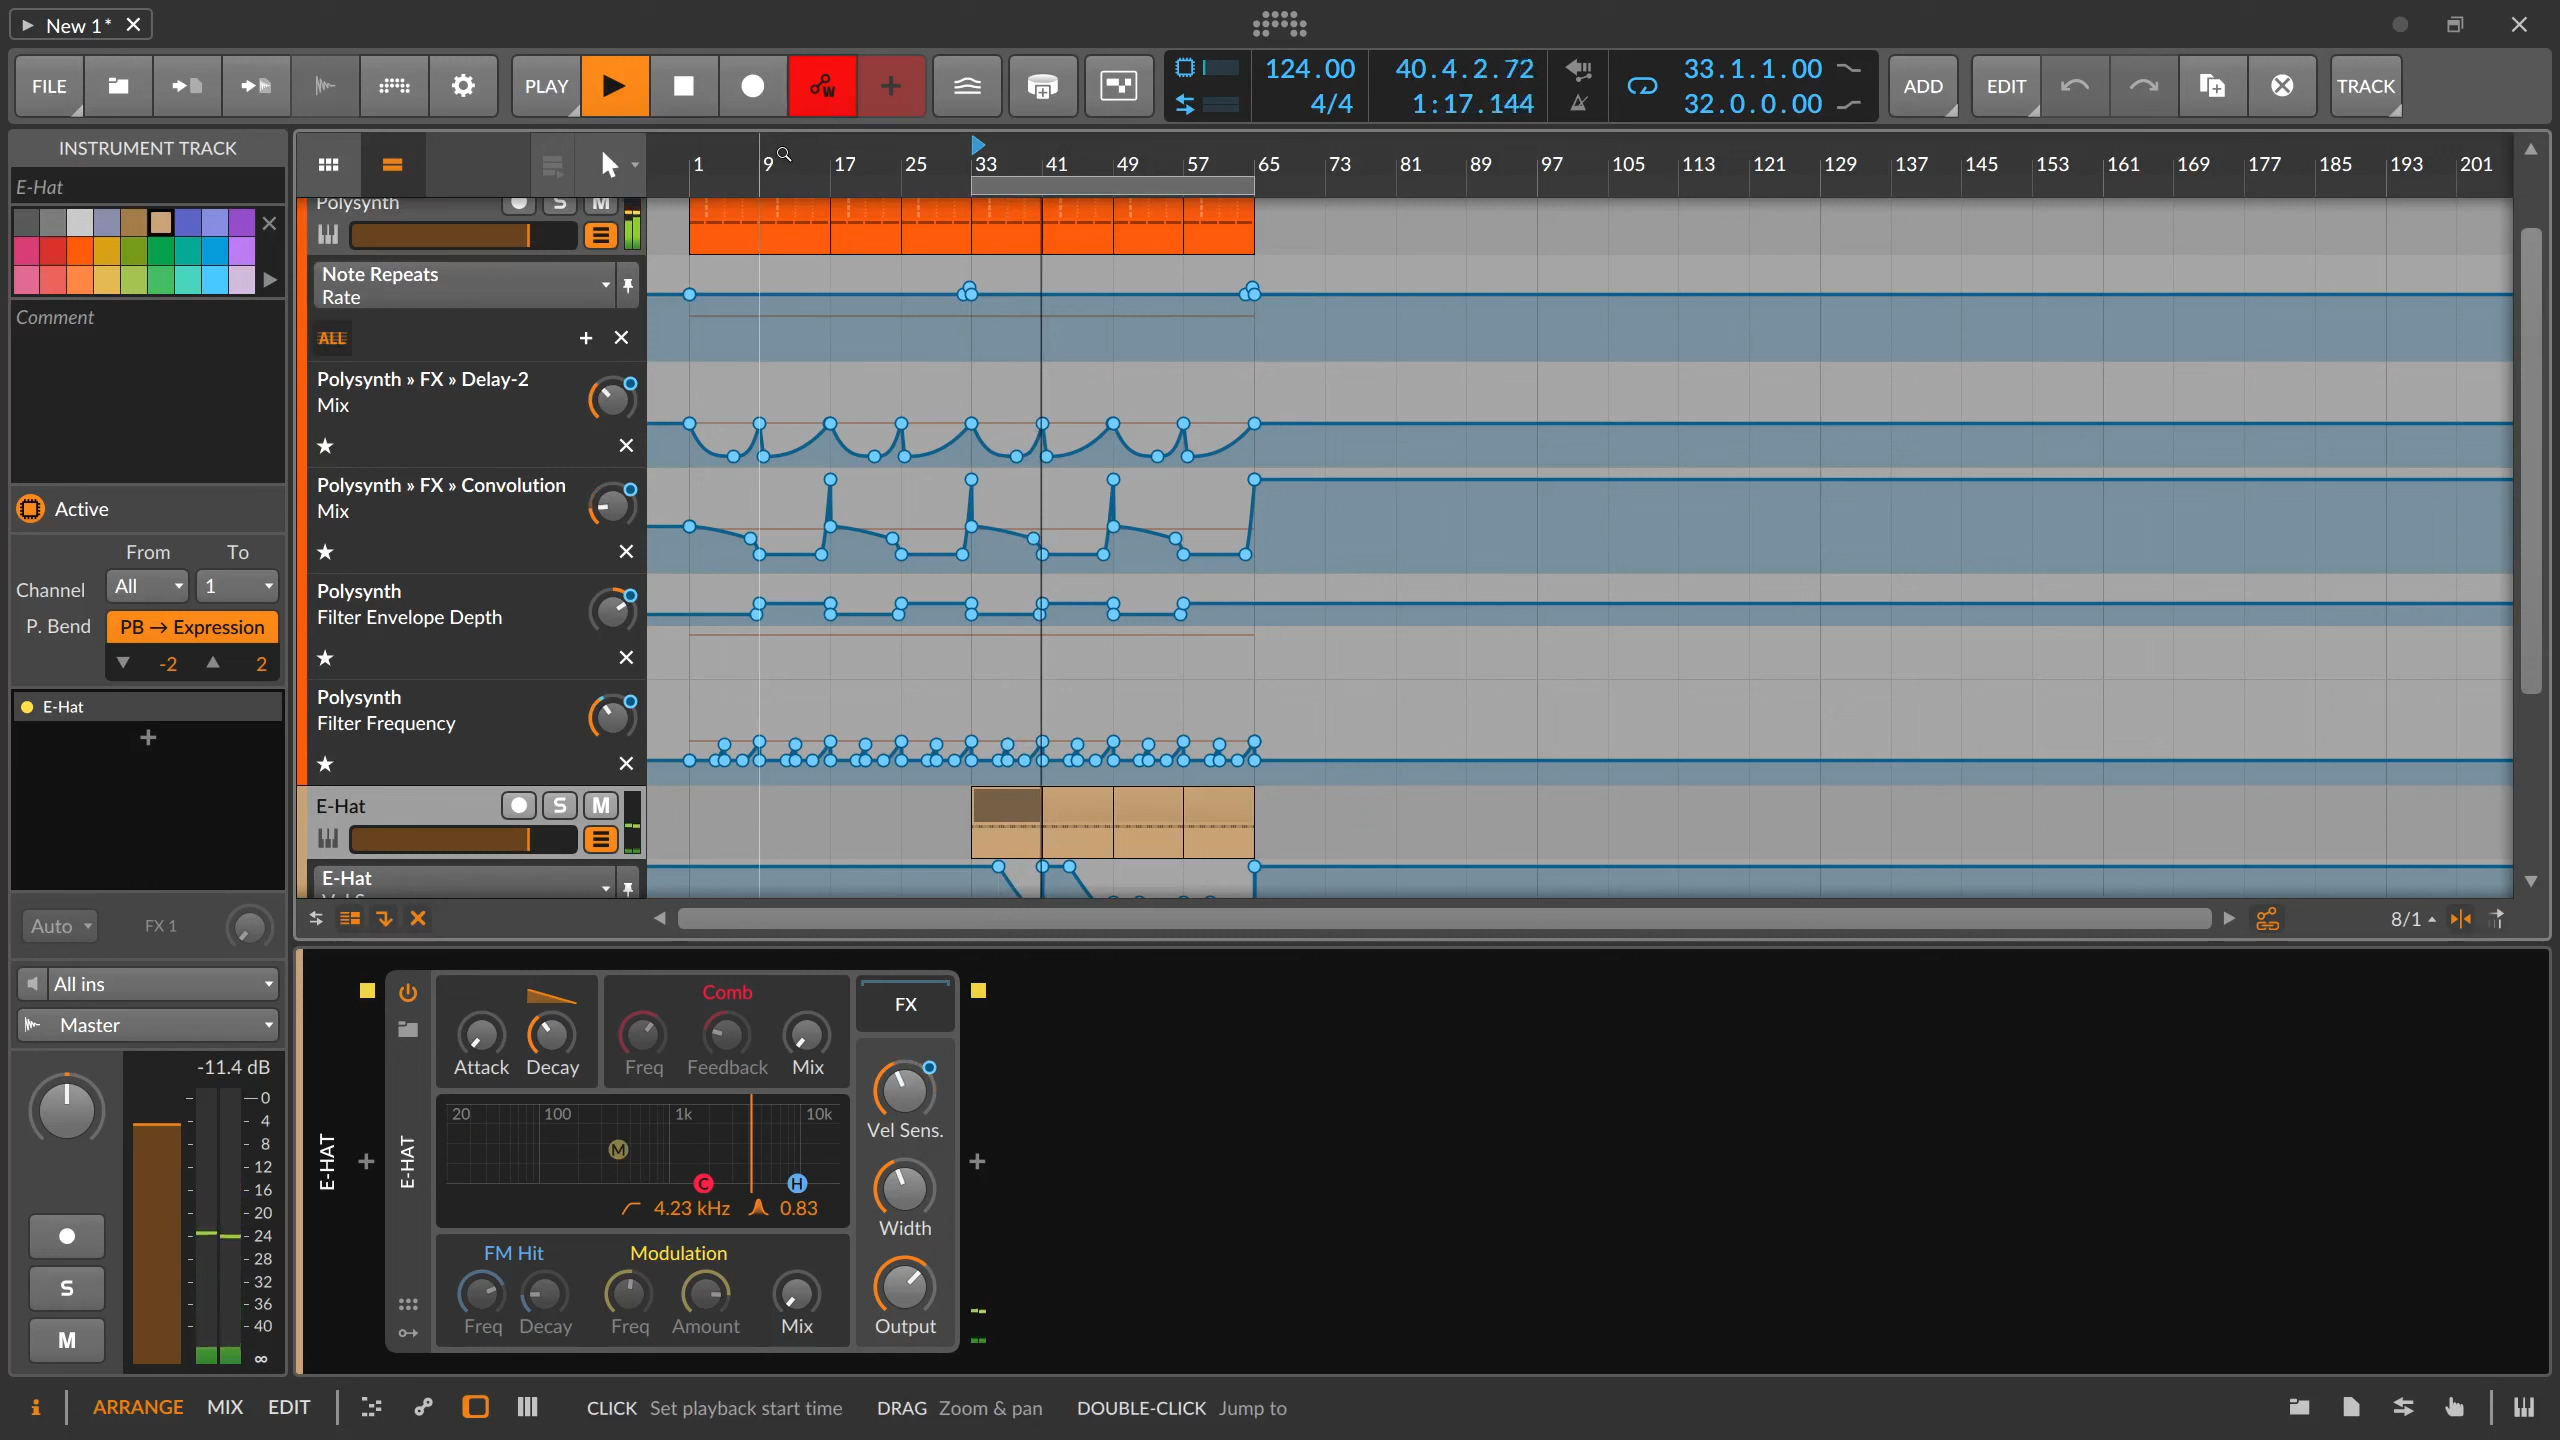 New 1*
FILE PLAY ADD EDIT TRACK
124.00 40.4.2.72 33.1.1.00
4/4 1:17.144 32.0.0.00
INSTRUMENT TRACK
E-Hat
Comment
Active
From To
Channel All 1
P. Bend PB → Expression
-2 2
E-Hat
Auto FX 1
All ins
Master
-11.4 dB
0
4
8
12
16
20
24
28
32
36
40
∞
S
M
1 9 17 25 33 41 49 57 65 73 81 89 97 105 113 121 129 137 145 153 161 169 177 185 193 201
Polysynth S M
Note Repeats
Rate
ALL
Polysynth » FX » Delay-2
Mix
Polysynth » FX » Convolution
Mix
Polysynth
Filter Envelope Depth
Polysynth
Filter Frequency
E-Hat S M
E-Hat
8/1
E-HAT
E-HAT
Attack Decay
Comb
Freq Feedback Mix
20 100 1k 10k
M
C H
4.23 kHz 0.83
FM Hit Modulation
Freq Decay Freq Amount Mix
FX
Vel Sens.
Width
Output
i ARRANGE MIX EDIT CLICK Set playback start time DRAG Zoom & pan DOUBLE-CLICK Jump to